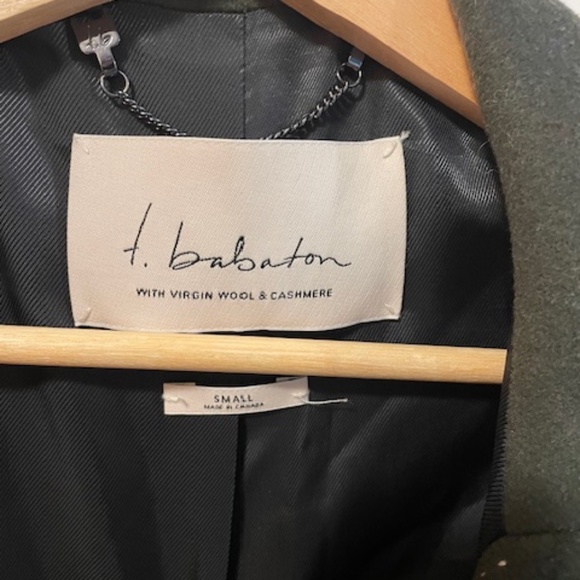 t. babaton
WITH VIRGIN WOOL & CASHMERE
SMALL
MADE IN CANADA